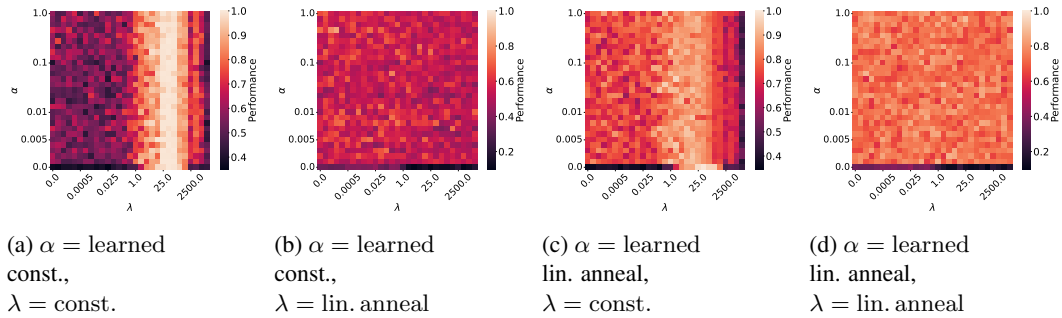 1.0
0.1
0.01
0.005
0.0
α
0.0
0.0005
0.025
1.0
25.0
2500.0
λ
1.0
0.9
0.8
0.7
0.6
0.5
0.4
Performance
1.0
0.1
0.01
0.005
0.0
α
0.0
0.0005
0.025
1.0
25.0
2500.0
λ
1.0
0.8
0.6
0.4
0.2
Performance
1.0
0.1
0.01
0.005
0.0
α
0.0
0.0005
0.025
1.0
25.0
2500.0
λ
1.0
0.9
0.8
0.7
0.6
0.5
0.4
Performance
1.0
0.1
0.01
0.005
0.0
α
0.0
0.0005
0.025
1.0
25.0
2500.0
λ
1.0
0.8
0.6
0.4
0.2
Performance
(a) α = learned
const.,
λ = const.
(b) α = learned
const.,
λ = lin. anneal
(c) α = learned
lin. anneal,
λ = const.
(d) α = learned
lin. anneal,
λ = lin. anneal